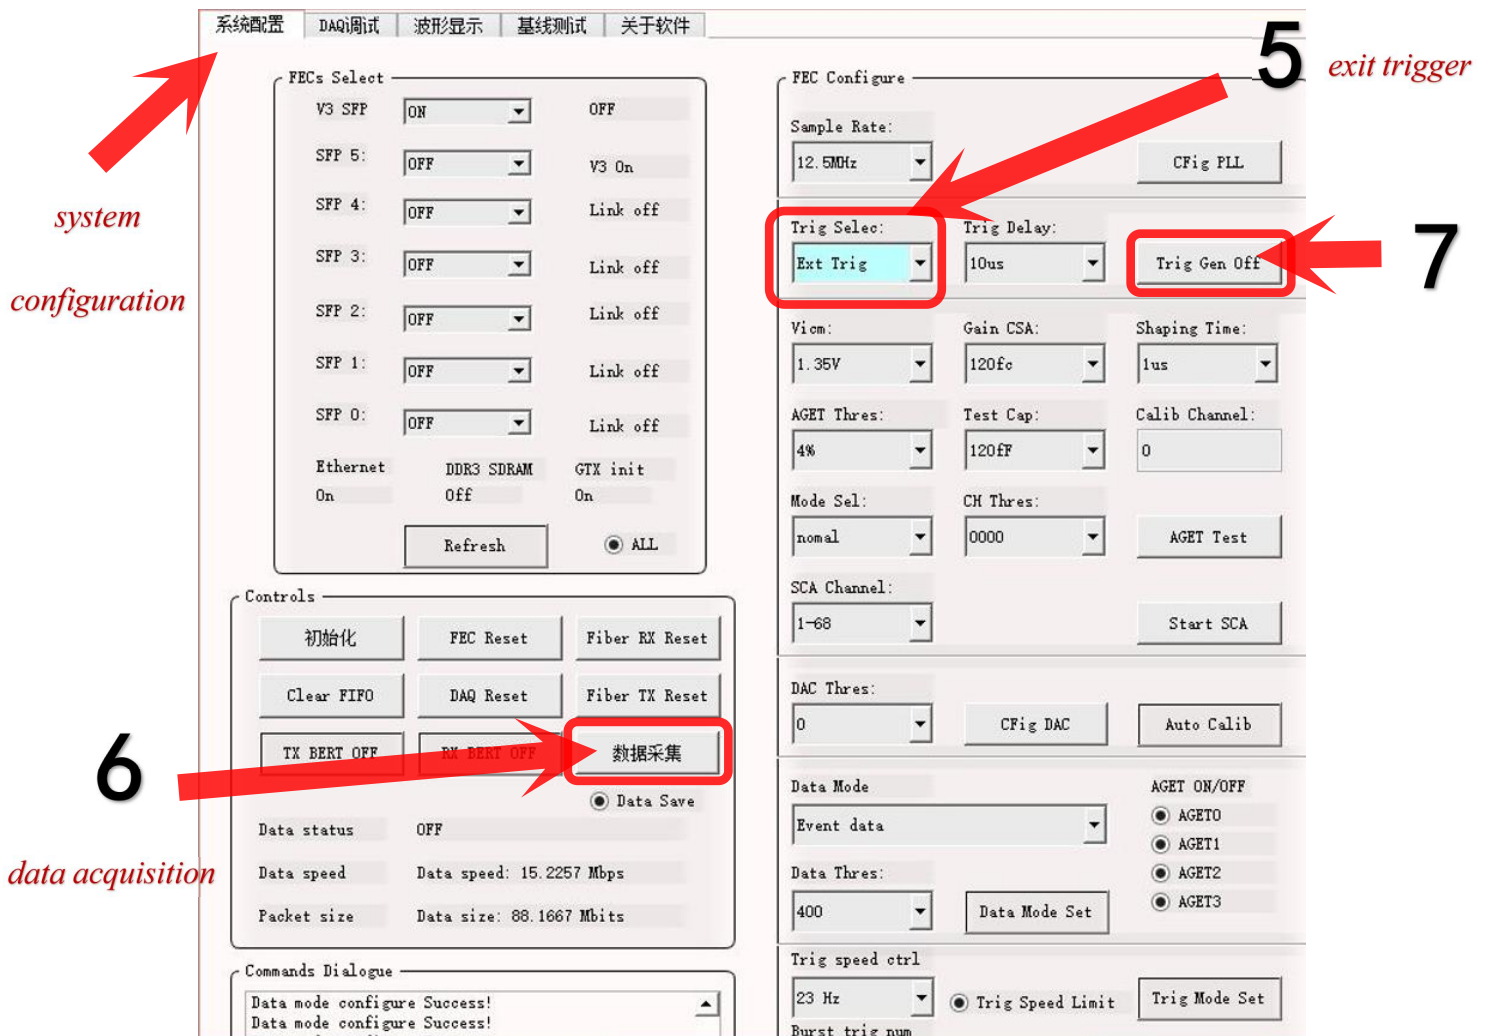 系统配置 DAQ调试 波形显示 基线测试 关于软件
5 exit trigger
system
configuration
FECs Select
V3 SFP ON OFF
SFP 5: OFF V3 On
SFP 4: OFF Link off
SFP 3: OFF Link off
SFP 2: OFF Link off
SFP 1: OFF Link off
SFP 0: OFF Link off
Ethernet DDR3 SDRAM GTX init
On Off On
Refresh ALL
FEC Configure
Sample Rate:
12.5MHz CFig PLL
Trig Selec: Trig Delay:
Ext Trig 10us Trig Gen Off
7
Vicm: Gain CSA: Shaping Time:
1.35V 120fc 1us
AGET Thres: Test Cap: Calib Channel:
4% 120fF 0
Mode Sel: CH Thres:
nomal 0000 AGET Test
SCA Channel:
1-68 Start SCA
DAC Thres:
0 CFig DAC Auto Calib
Data Mode AGET ON/OFF
Event data AGET0
AGET1
Data Thres: AGET2
400 Data Mode Set AGET3
Trig speed ctrl
23 Hz Trig Speed Limit Trig Mode Set
Burst trig num
Controls
初始化 FEC Reset Fiber RX Reset
Clear FIFO DAQ Reset Fiber TX Reset
TX BERT OFF RX BERT OFF 数据采集
6
data acquisition
Data Save
Data status OFF
Data speed Data speed: 15.2257 Mbps
Packet size Data size: 88.1667 Mbits
Commands Dialogue
Data mode configure Success!
Data mode configure Success!